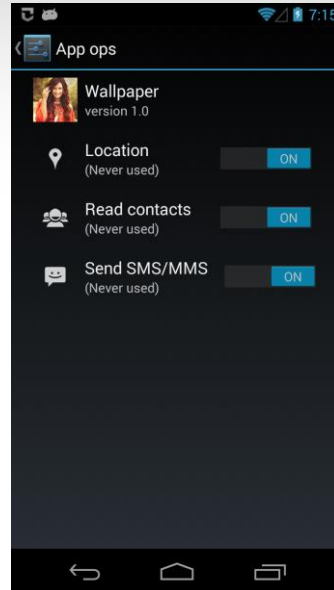 7:15
App ops
Wallpaper
version 1.0
Location
(Never used)
ON
Read contacts
(Never used)
ON
Send SMS/MMS
(Never used)
ON